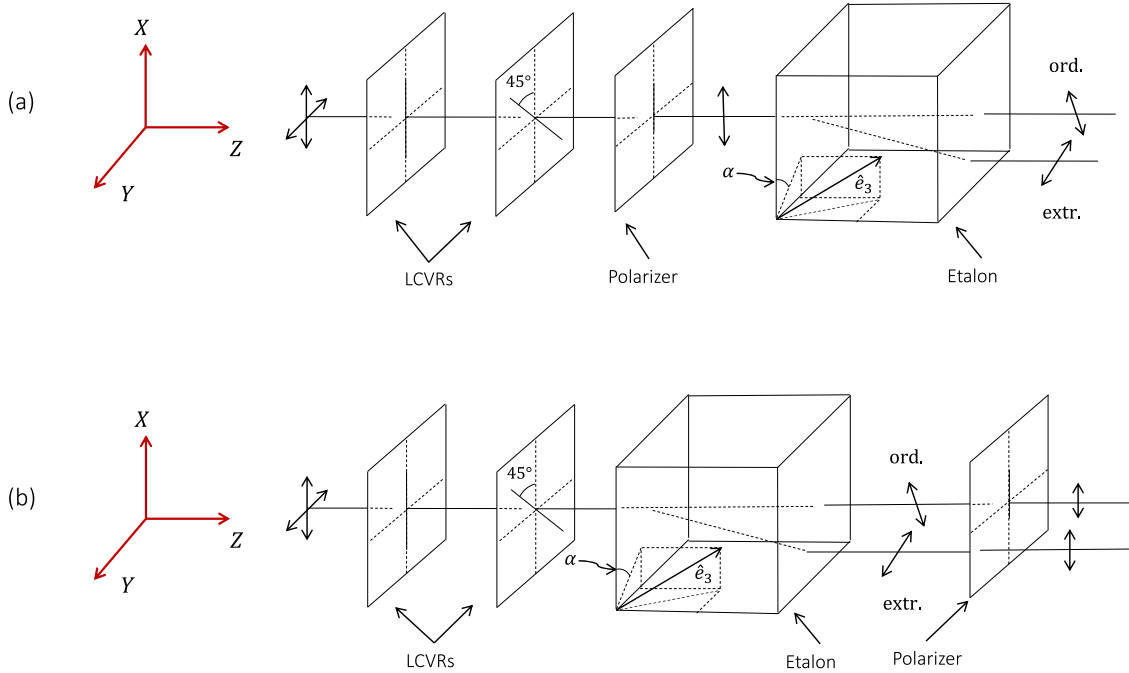 (a)
X
Y
Z
45°
α
ê₃
ord.
extr.
LCVRs
Polarizer
Etalon
(b)
X
Y
Z
45°
α
ê₃
ord.
extr.
LCVRs
Etalon
Polarizer